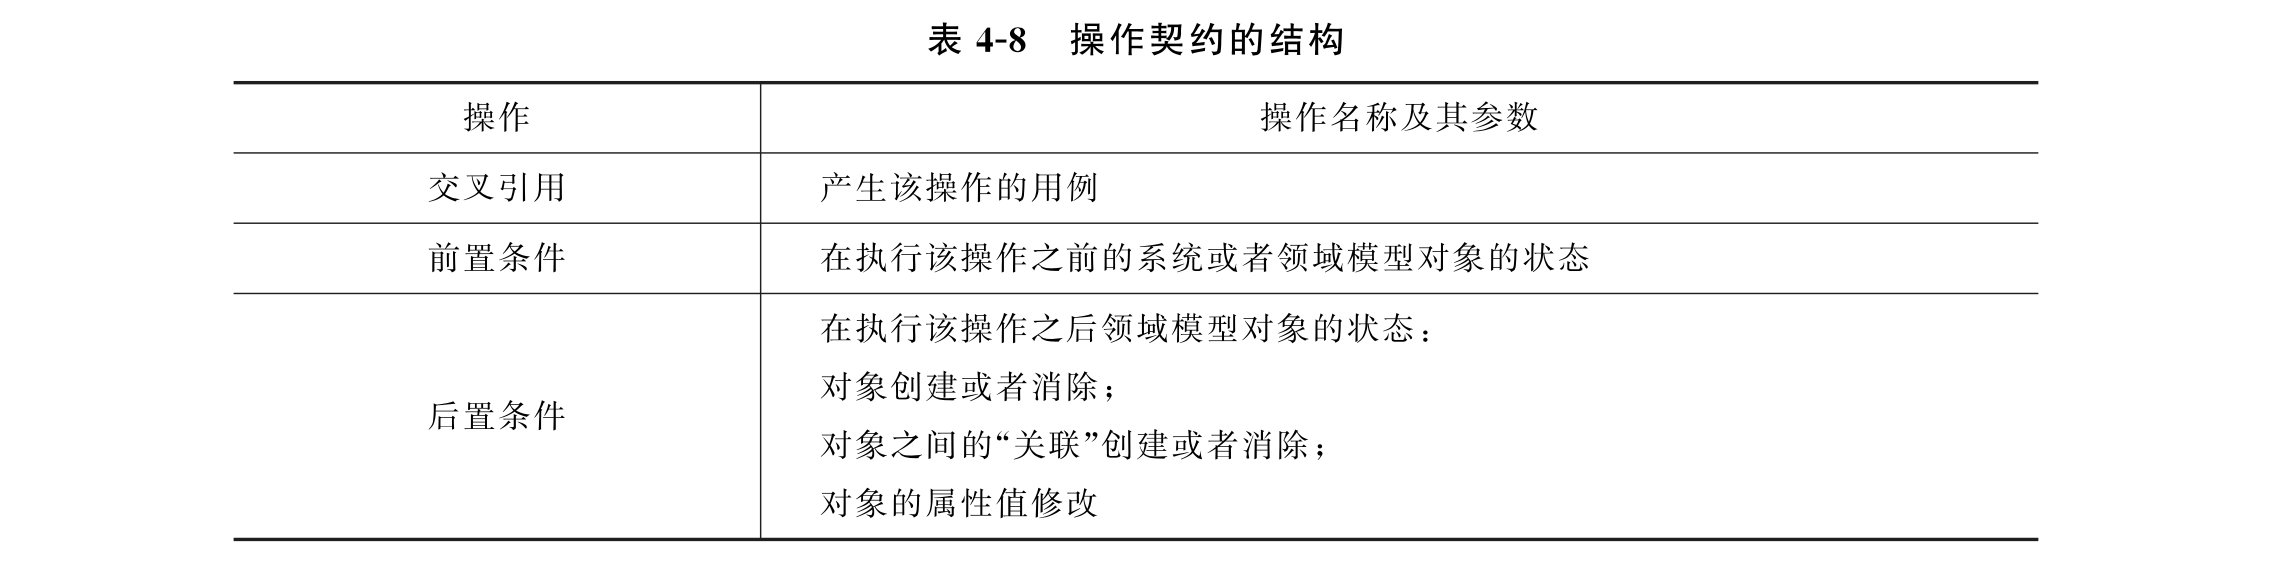 表 4-8 操作契约的结构
操作 操作名称及其参数
交叉引用 产生该操作的用例
前置条件 在执行该操作之前的系统或者领域模型对象的状态
后置条件 在执行该操作之后领域模型对象的状态：
对象创建或者消除；
对象之间的“关联”创建或者消除；
对象的属性值修改